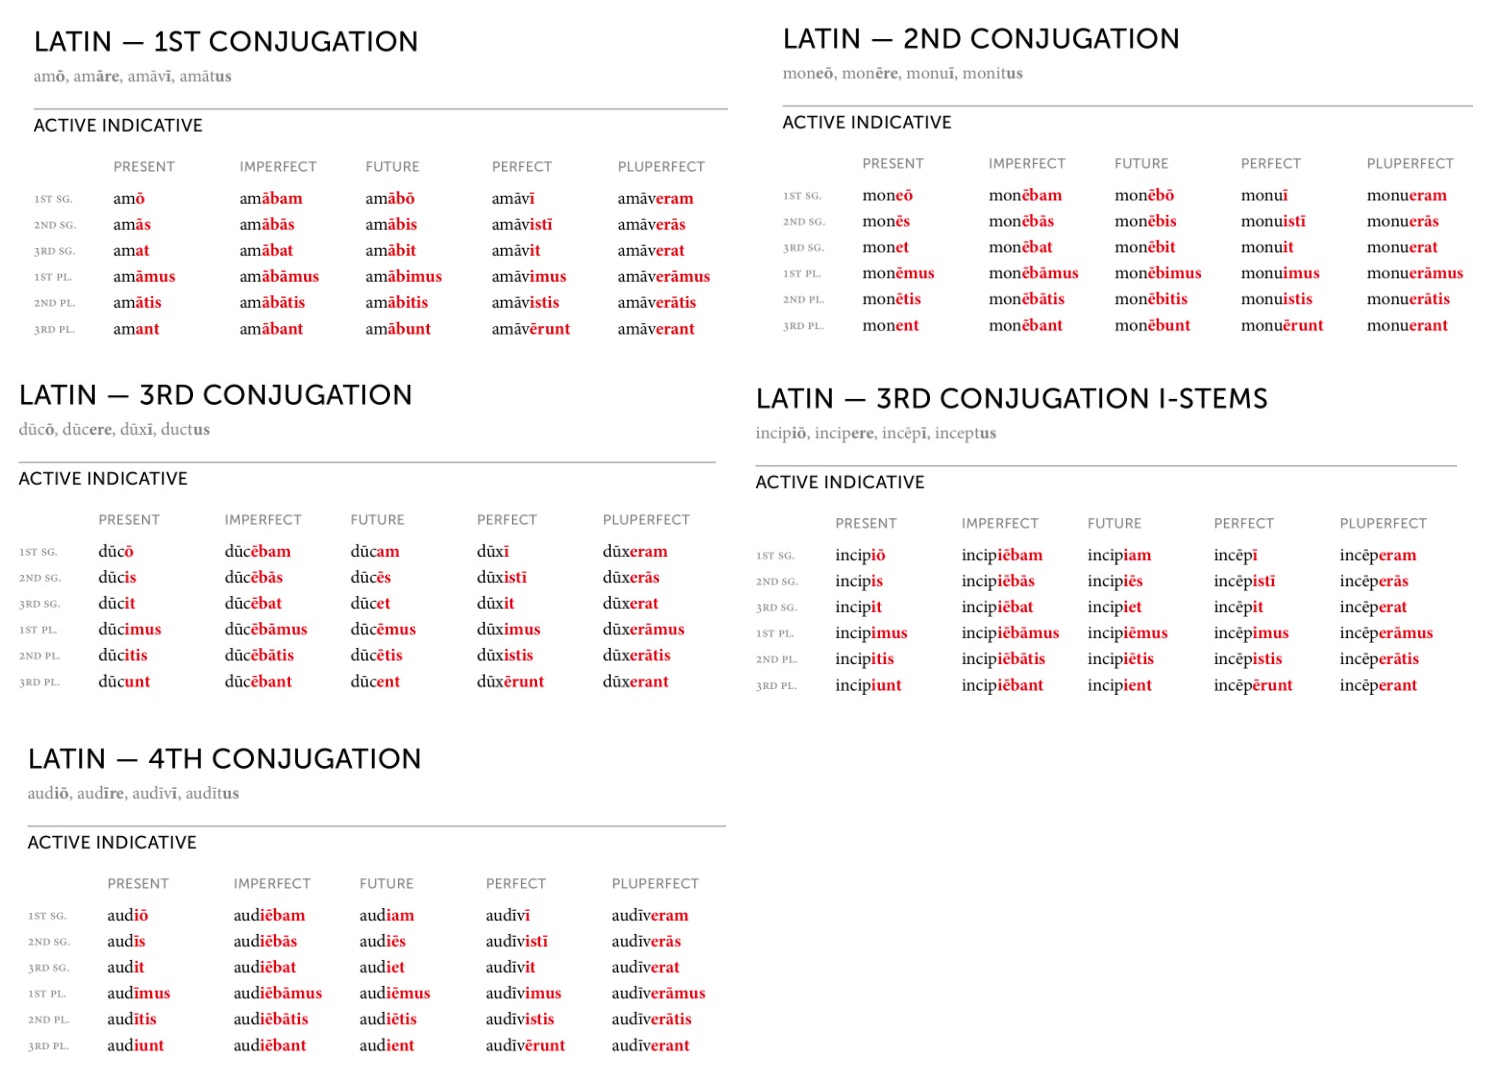 LATIN — 1ST CONJUGATION
amō, amāre, amāvī, amātus
ACTIVE INDICATIVE
PRESENT IMPERFECT FUTURE PERFECT PLUPERFECT
1ST SG. amō amābam amābō amāvī amāveram
2ND SG. amās amābās amābis amāvistī amāverās
3RD SG. amat amābat amābit amāvit amāverat
1ST PL. amāmus amābāmus amābimus amāvimus amāverāmus
2ND PL. amātis amābātis amābitis amāvistis amāverātis
3RD PL. amant amābant amābunt amāvērunt amāverant
LATIN — 2ND CONJUGATION
moneō, monēre, monuī, monitus
ACTIVE INDICATIVE
PRESENT IMPERFECT FUTURE PERFECT PLUPERFECT
1ST SG. moneō monēbam monēbō monuī monueram
2ND SG. monēs monēbās monēbis monuistī monuerās
3RD SG. monet monēbat monēbit monuit monuerat
1ST PL. monēmus monēbāmus monēbimus monuimus monuerāmus
2ND PL. monētis monēbātis monēbitis monuistis monuerātis
3RD PL. monent monēbant monēbunt monuērunt monuerant
LATIN — 3RD CONJUGATION
dūcō, dūcere, dūxī, ductus
ACTIVE INDICATIVE
PRESENT IMPERFECT FUTURE PERFECT PLUPERFECT
1ST SG. dūcō dūcēbam dūcam dūxī dūxeram
2ND SG. dūcis dūcēbās dūcēs dūxistī dūxerās
3RD SG. dūcit dūcēbat dūcet dūxit dūxerat
1ST PL. dūcimus dūcēbāmus dūcēmus dūximus dūxerāmus
2ND PL. dūcitis dūcēbātis dūcētis dūxistis dūxerātis
3RD PL. dūcunt dūcēbant dūcent dūxērunt dūxerant
LATIN — 3RD CONJUGATION I-STEMS
incipiō, incipere, incēpī, inceptus
ACTIVE INDICATIVE
PRESENT IMPERFECT FUTURE PERFECT PLUPERFECT
1ST SG. incipiō incipiēbam incipiam incēpī incēperam
2ND SG. incipis incipiēbās incipiēs incēpistī incēperās
3RD SG. incipit incipiēbat incipiet incēpit incēperat
1ST PL. incipimus incipiēbāmus incipiēmus incēpimus incēperāmus
2ND PL. incipitis incipiēbātis incipiētis incēpistis incēperātis
3RD PL. incipiunt incipiēbant incipient incēpērunt incēperant
LATIN — 4TH CONJUGATION
audiō, audīre, audīvī, audītus
ACTIVE INDICATIVE
PRESENT IMPERFECT FUTURE PERFECT PLUPERFECT
1ST SG. audiō audiēbam audiam audīvī audīveram
2ND SG. audīs audiēbās audiēs audīvistī audīverās
3RD SG. audit audiēbat audiet audīvit audīverat
1ST PL. audīmus audiēbāmus audiēmus audīvimus audīverāmus
2ND PL. audītis audiēbātis audiētis audīvistis audīverātis
3RD PL. audiunt audiēbant audient audīvērunt audīverant